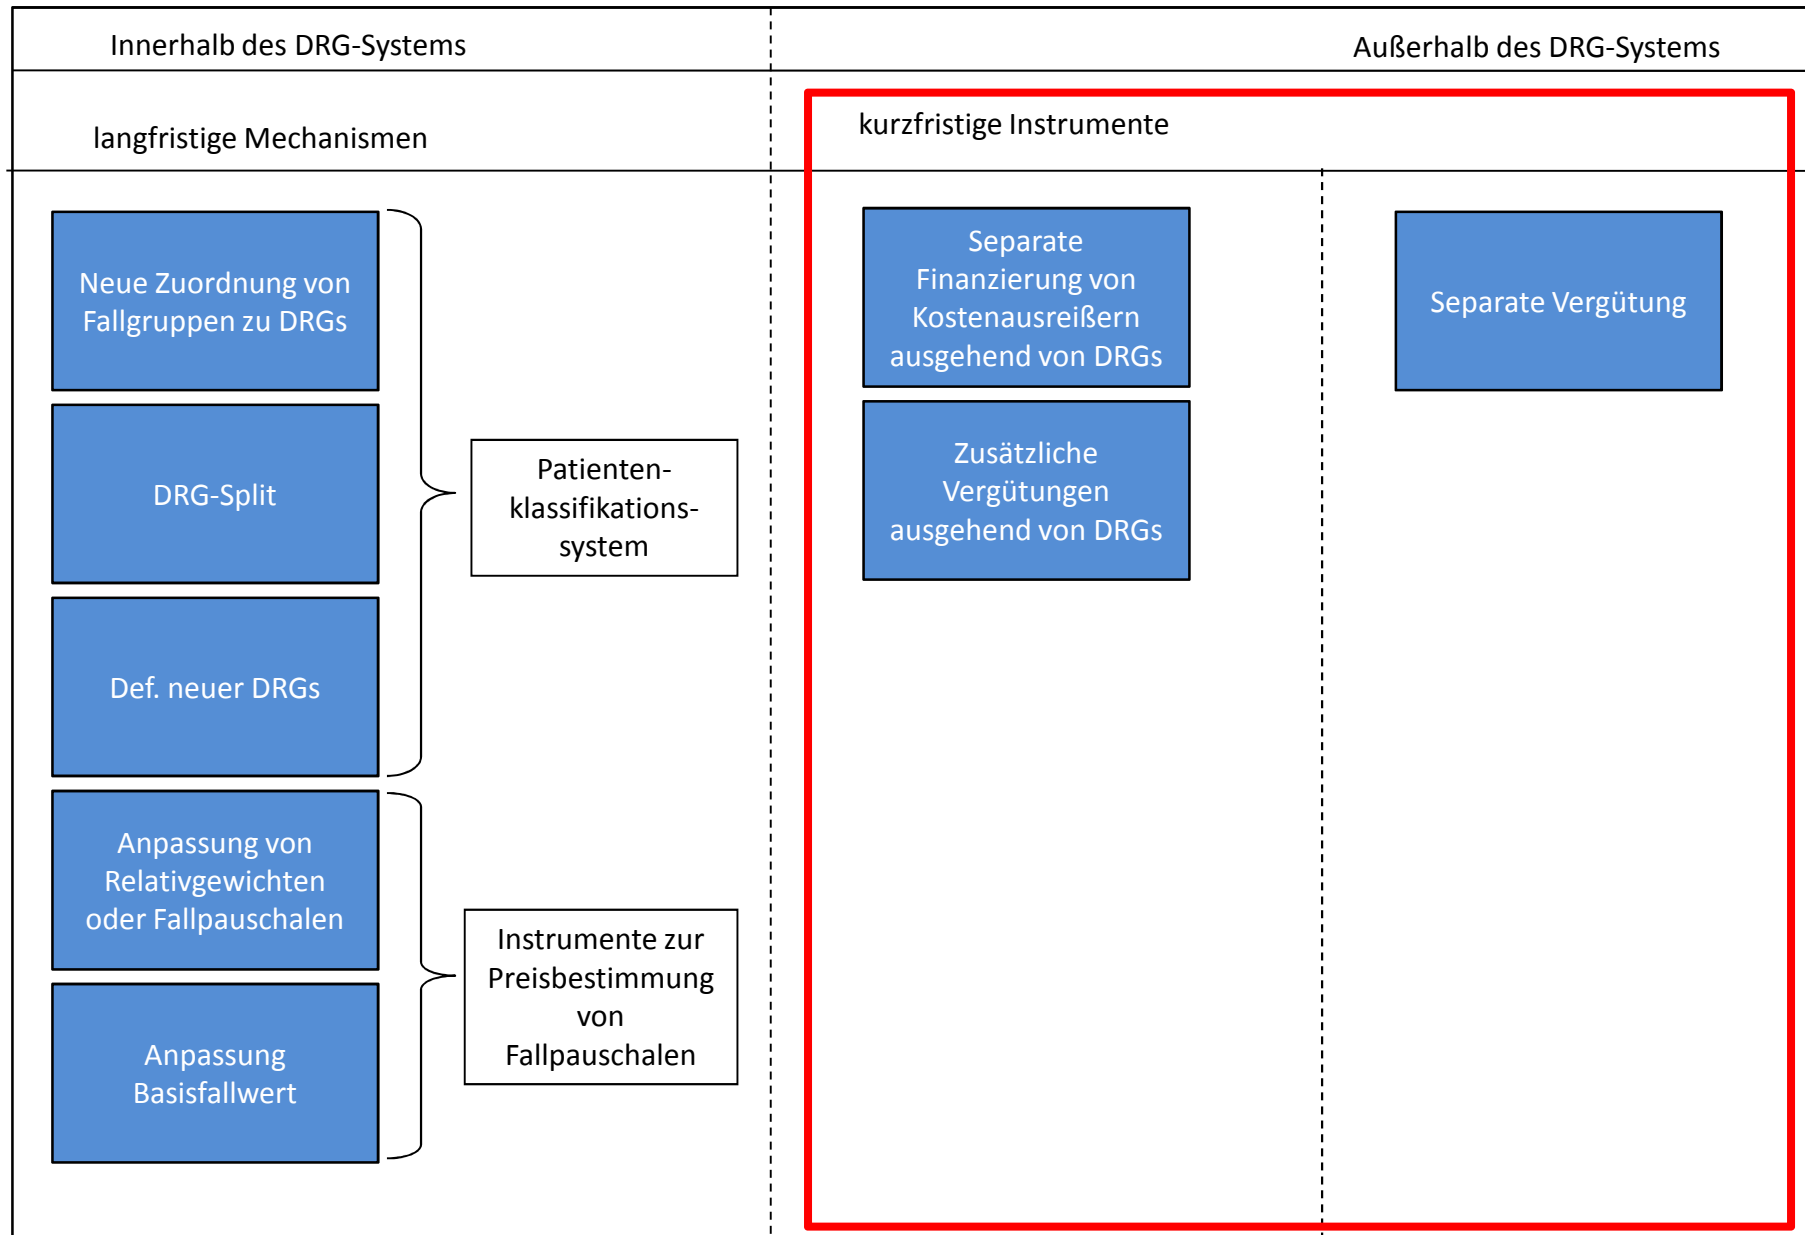 Innerhalb des DRG-Systems
Außerhalb des DRG-Systems
langfristige Mechanismen
kurzfristige Instrumente
Neue Zuordnung von
Fallgruppen zu DRGs
DRG-Split
Def. neuer DRGs
Patienten-
klassifikations-
system
Anpassung von
Relativgewichten
oder Fallpauschalen
Anpassung
Basisfallwert
Instrumente zur
Preisbestimmung
von
Fallpauschalen
Separate
Finanzierung von
Kostenausreißern
ausgehend von DRGs
Zusätzliche
Vergütungen
ausgehend von DRGs
Separate Vergütung